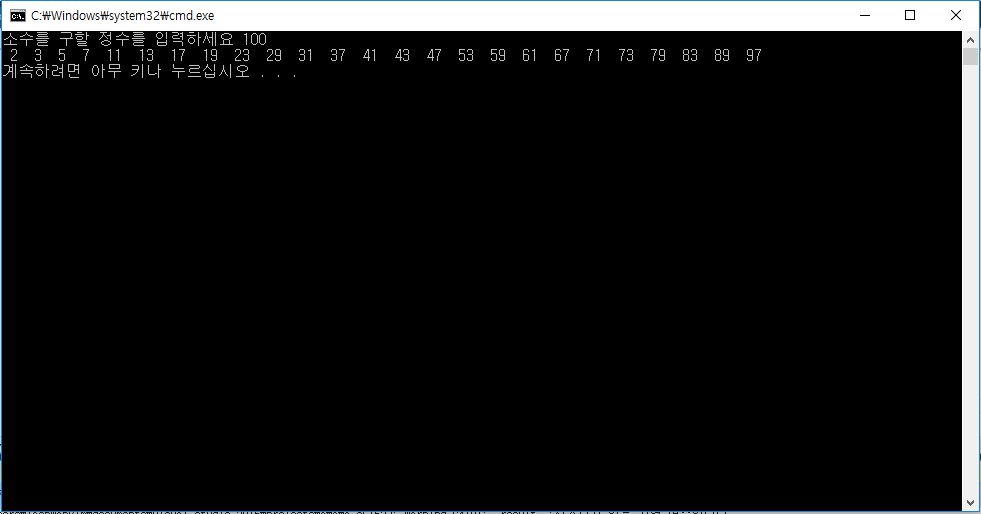 C:\Windows\system32\cmd.exe
소수를 구할 정수를 입력하세요 100
2 3 5 7 11 13 17 19 23 29 31 37 41 43 47 53 59 61 67 71 73 79 83 89 97
계속하려면 아무 키나 누르십시오 . . .